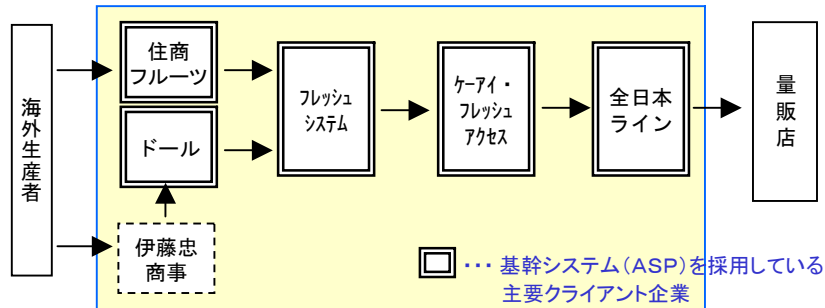 海外生産者
住商
フルーツ
ドール
伊藤忠
商事
ﾌﾚｯｼｭ
ｼｽﾃﾑ
ｹｰｱｲ・
ﾌﾚｯｼｭ
ｱｸｾｽ
全日本
ライン
量販店
・・・ 基幹システム(ASP)を採用している
主要クライアント企業